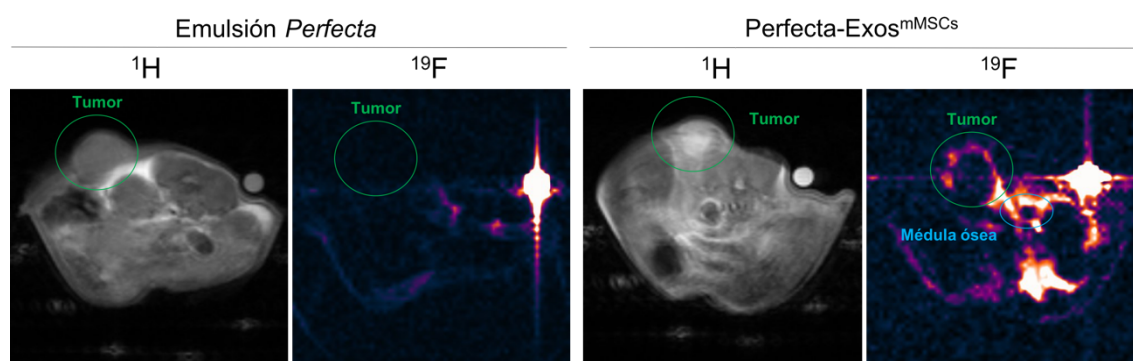 Emulsión Perfecta
¹H
¹⁹F
Tumor
Tumor
Perfecta-Exosᵐᴹˢᶜˢ
¹H
¹⁹F
Tumor
Tumor
Médula ósea